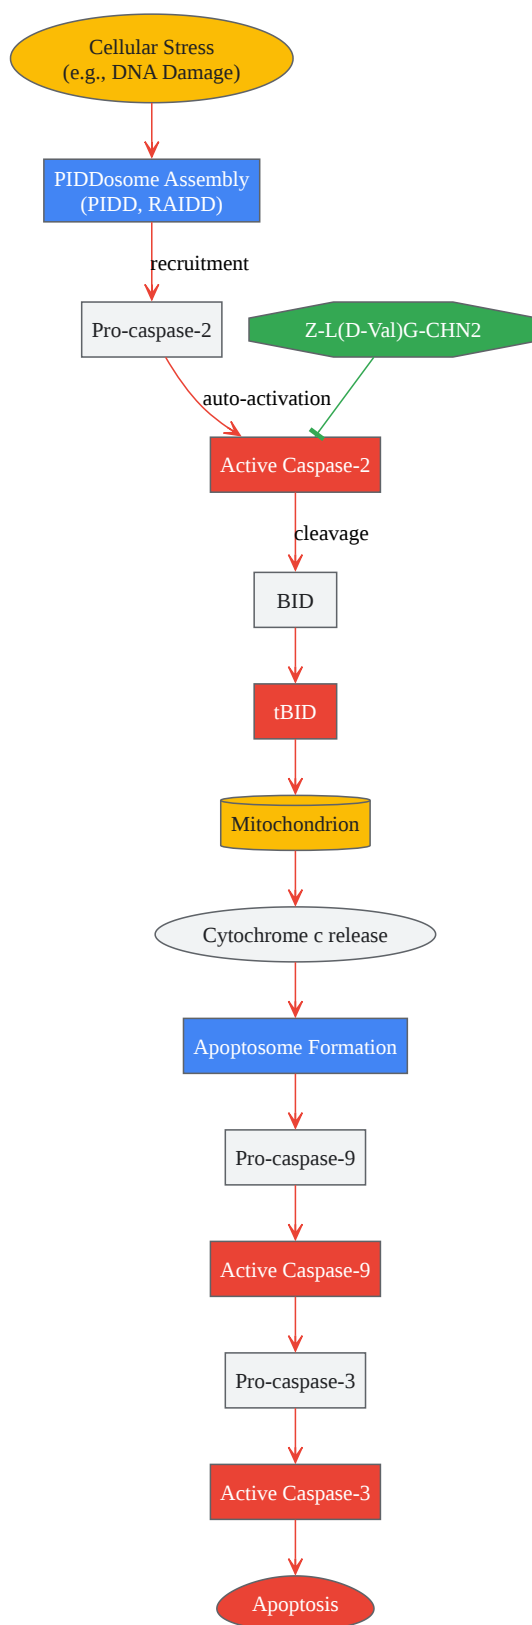 Cellular Stress
(e.g., DNA Damage)
PIDDosome Assembly
(PIDD, RAIDD)
recruitment
Pro-caspase-2
Z-L(D-Val)G-CHN2
auto-activation
Active Caspase-2
cleavage
BID
tBID
Mitochondrion
Cytochrome c release
Apoptosome Formation
Pro-caspase-9
Active Caspase-9
Pro-caspase-3
Active Caspase-3
Apoptosis